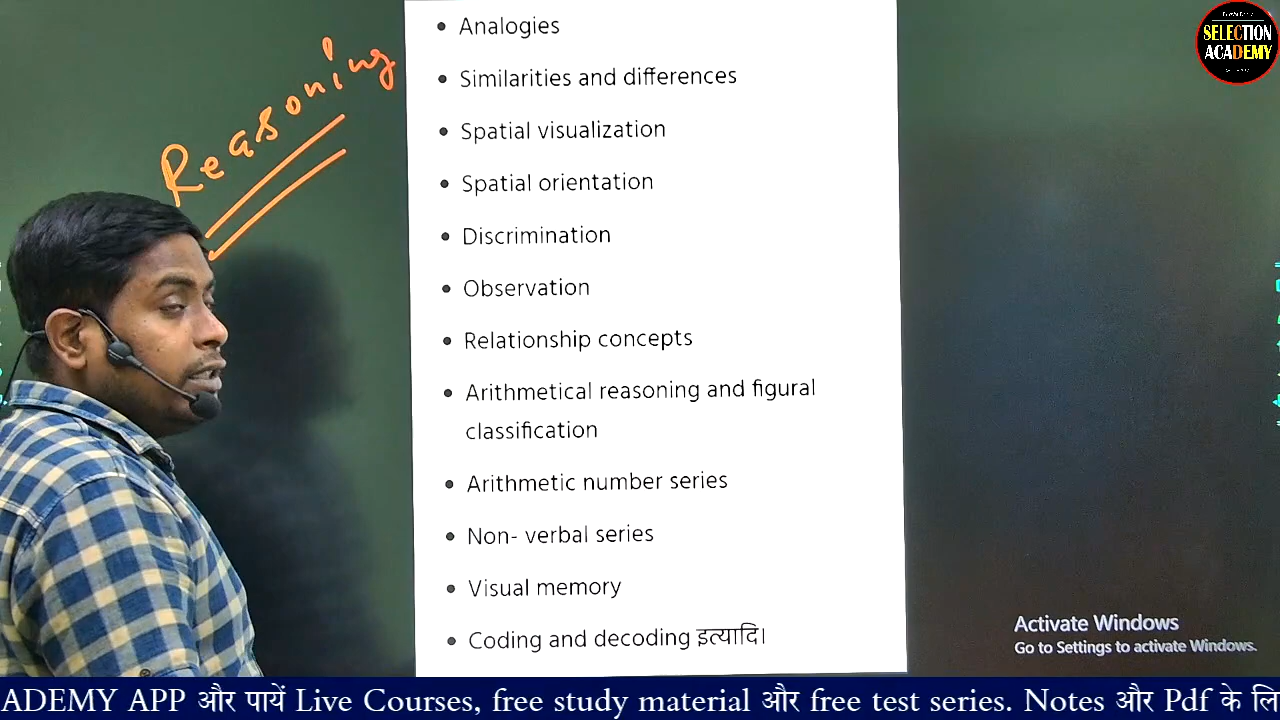 Reasoning
• Analogies
• Similarities and differences
• Spatial visualization
• Spatial orientation
• Discrimination
• Observation
• Relationship concepts
• Arithmetical reasoning and figural
classification
• Arithmetic number series
• Non- verbal series
• Visual memory
• Coding and decoding इत्यादि।
SELECTION
ACADEMY
Activate Windows
Go to Settings to activate Windows.
ADEMY APP और पायें Live Courses, free study material और free test series. Notes और Pdf के लि